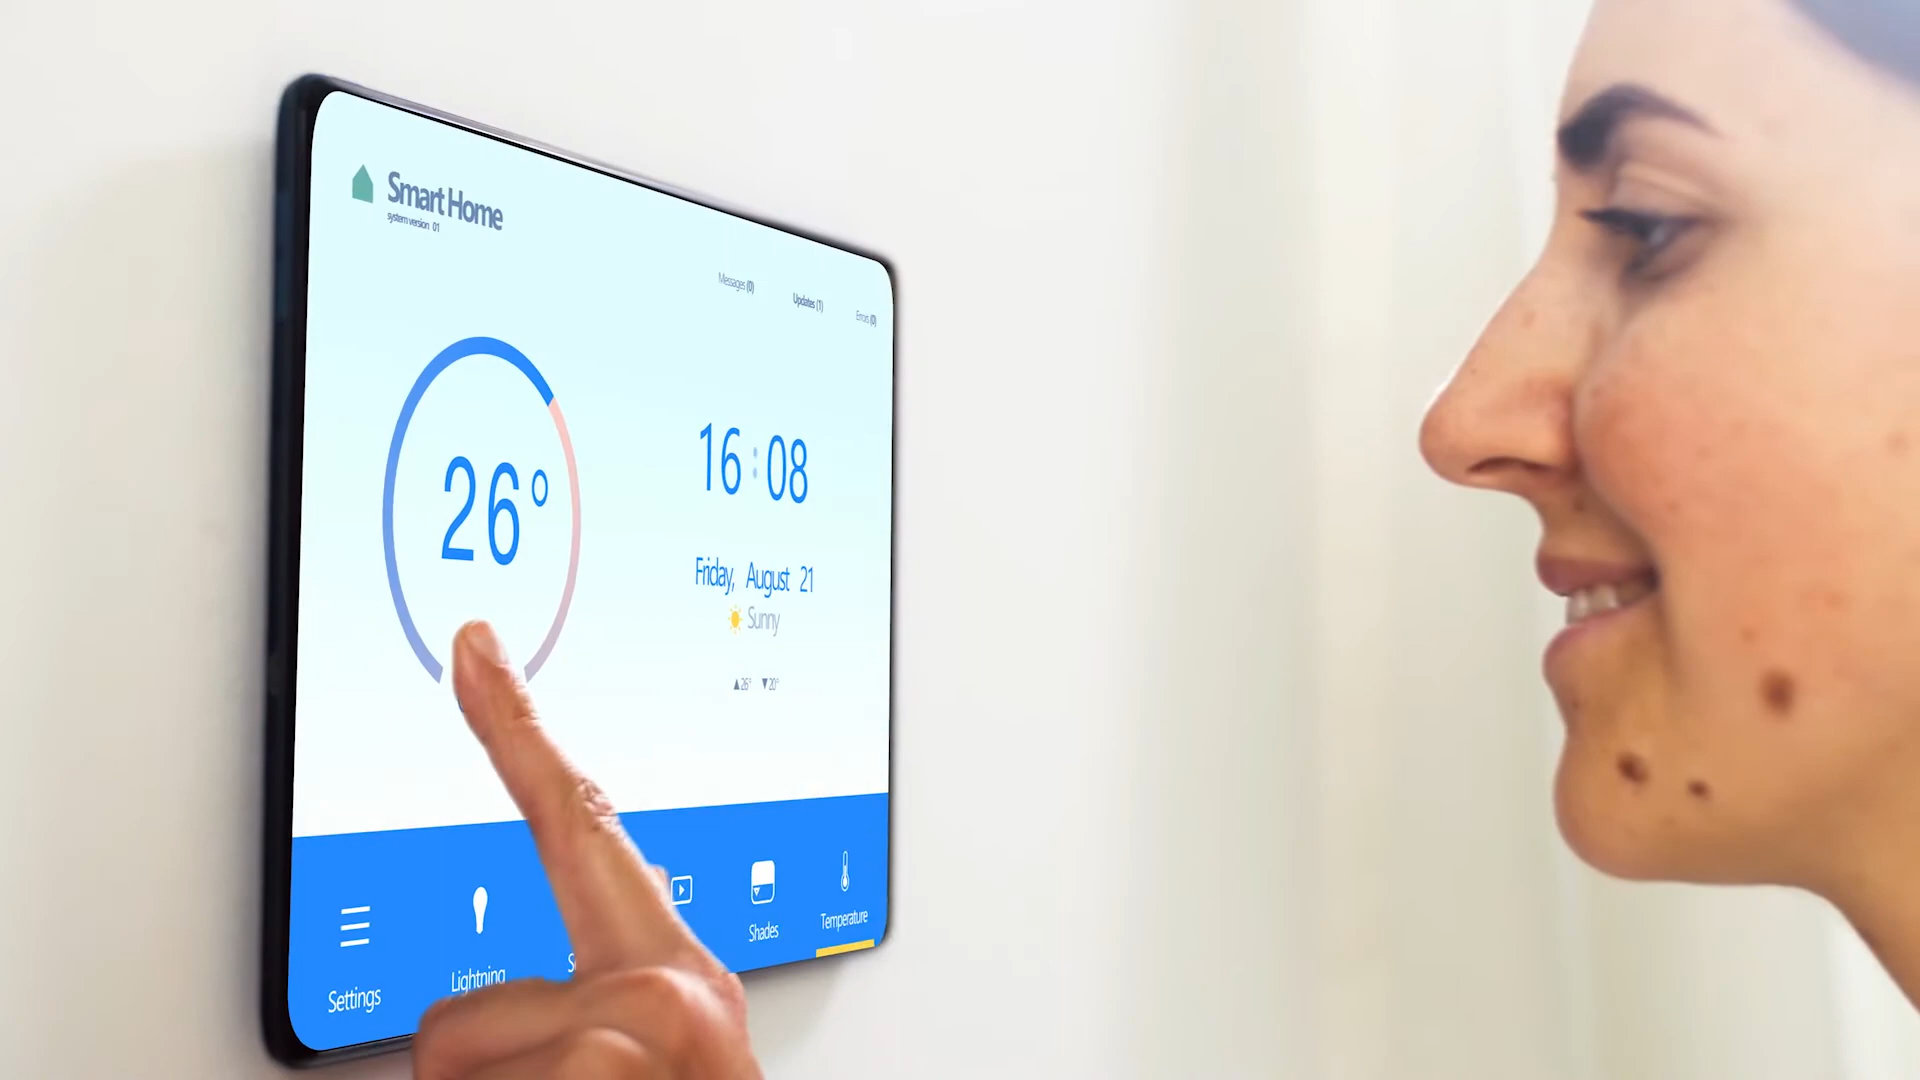 Smart Home
system version 01
Messages (0) Updates (1) Errors (0)
26°
16:08
Friday, August 21
Sunny
▲26° ▼20°
Settings
Lightning
Shades
Temperature